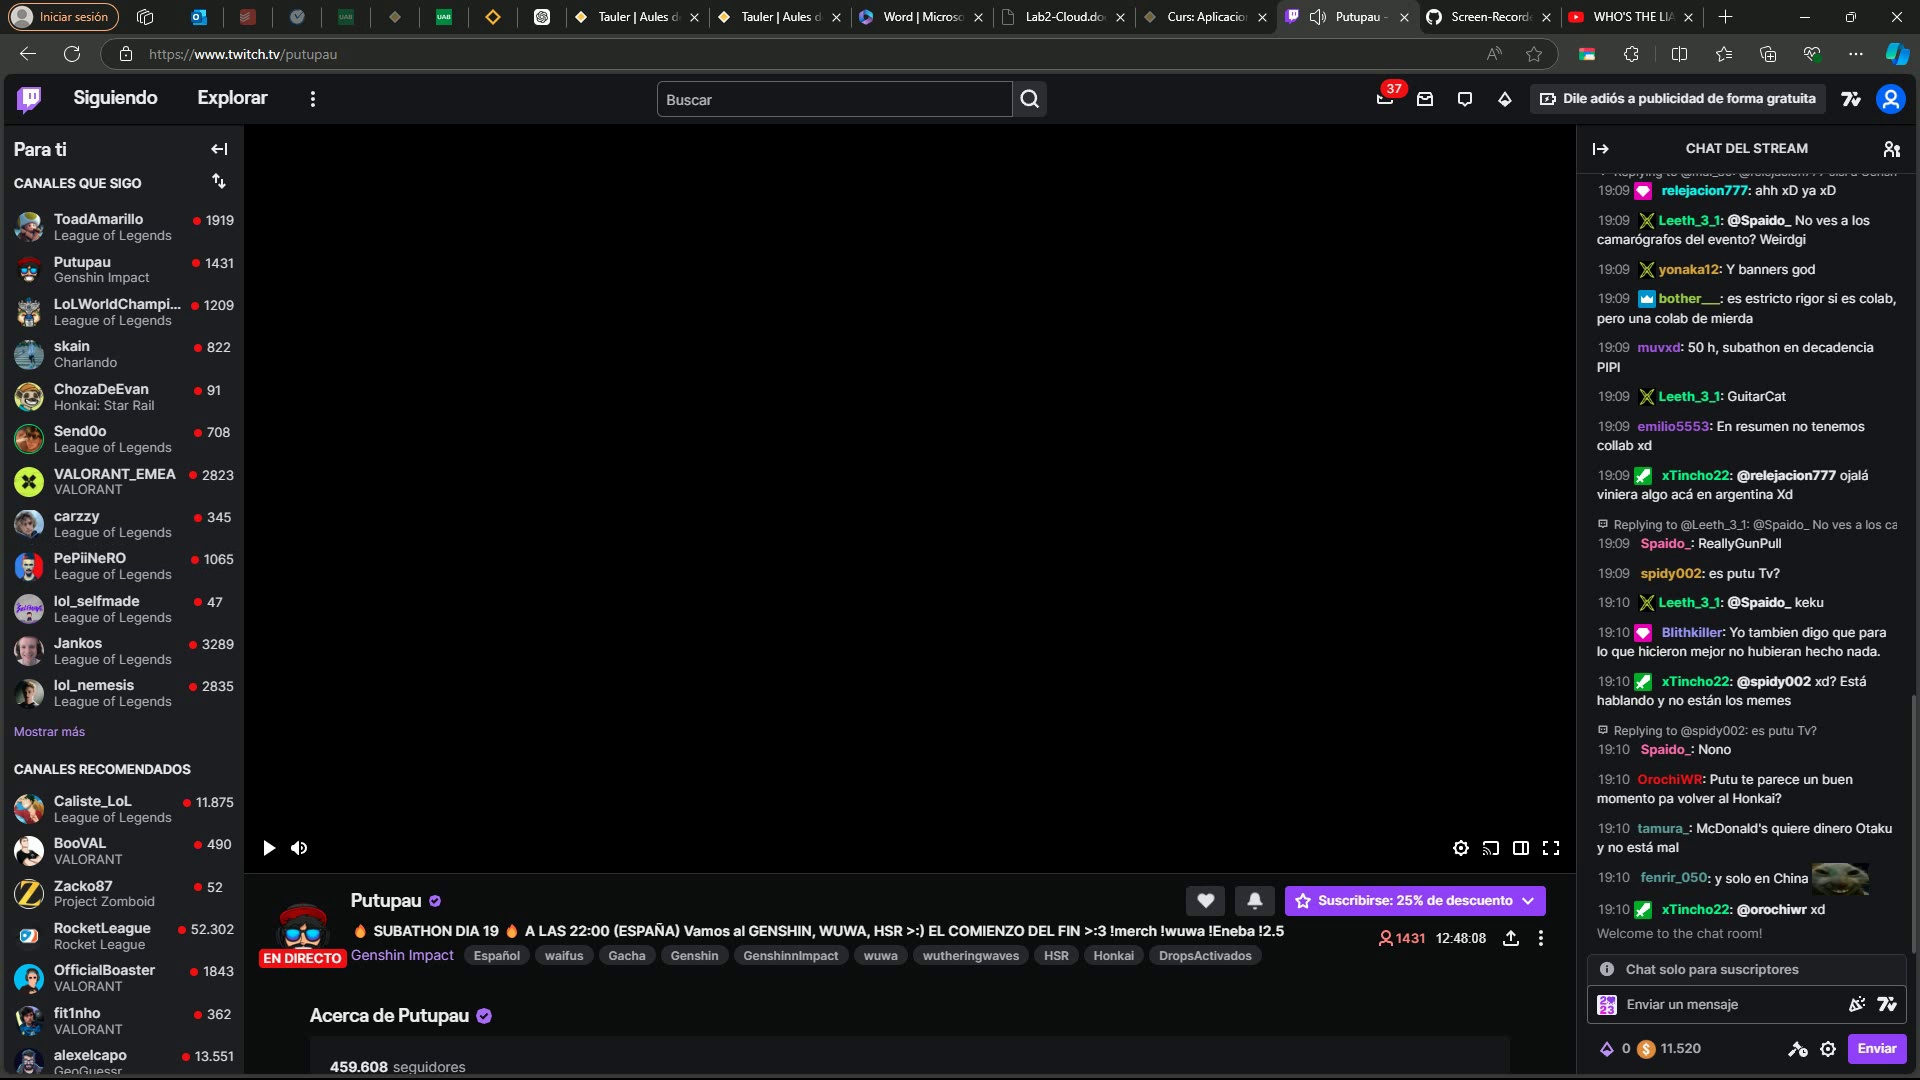 Iniciar sesión
Tauler | Aules d
Tauler | Aules d
Word | Microso
Lab2-Cloud.do
Curs: Aplicacio
Putupau -
Screen-Record
WHO'S THE LIA
https://www.twitch.tv/putupau
Siguiendo
Explorar
Buscar
37
Dile adiós a publicidad de forma gratuita
Para ti
CANALES QUE SIGO
ToadAmarillo
1919
League of Legends
Putupau
1431
Genshin Impact
LoLWorldChampi...
1209
League of Legends
skain
822
Charlando
ChozaDeEvan
91
Honkai: Star Rail
Send0o
708
League of Legends
VALORANT_EMEA
2823
VALORANT
carzzy
345
League of Legends
PePiiNeRO
1065
League of Legends
lol_selfmade
47
League of Legends
Jankos
3289
League of Legends
lol_nemesis
2835
League of Legends
Mostrar más
CANALES RECOMENDADOS
Caliste_LoL
11.875
League of Legends
BooVAL
490
VALORANT
Zacko87
52
Project Zomboid
RocketLeague
52.302
Rocket League
OfficialBoaster
1843
VALORANT
fit1nho
362
VALORANT
alexelcapo
13.551
GeoGuessr
Putupau
Suscribirse: 25% de descuento
🔥 SUBATHON DIA 19 🔥 A LAS 22:00 (ESPAÑA) Vamos al GENSHIN, WUWA, HSR >:) EL COMIENZO DEL FIN >:3 !merch !wuwa !Eneba !2.5
1431 12:48:08
EN DIRECTO
Genshin Impact Español waifus Gacha Genshin GenshinnImpact wuwa wutheringwaves HSR Honkai DropsActivados
Acerca de Putupau
459.608 seguidores
CHAT DEL STREAM
19:09 relejacion777: ahh xD ya xD
19:09 Leeth_3_1: @Spaido_ No ves a los
camarógrafos del evento? Weirdgi
19:09 yonaka12: Y banners god
19:09 bother___: es estricto rigor si es colab,
pero una colab de mierda
19:09 muvxd: 50 h, subathon en decadencia
PIPI
19:09 Leeth_3_1: GuitarCat
19:09 emilio5553: En resumen no tenemos
collab xd
19:09 xTincho22: @relejacion777 ojalá
viniera algo acá en argentina Xd
Replying to @Leeth_3_1: @Spaido_ No ves a los ca
19:09 Spaido_: ReallyGunPull
19:09 spidy002: es putu Tv?
19:10 Leeth_3_1: @Spaido_ keku
19:10 Blithkiller: Yo tambien digo que para
lo que hicieron mejor no hubieran hecho nada.
19:10 xTincho22: @spidy002 xd? Está
hablando y no están los memes
Replying to @spidy002: es putu Tv?
19:10 Spaido_: Nono
19:10 OrochiWR: Putu te parece un buen
momento pa volver al Honkai?
19:10 tamura_: McDonald's quiere dinero Otaku
y no está mal
19:10 fenrir_050: y solo en China
19:10 xTincho22: @orochiwr xd
Welcome to the chat room!
Chat solo para suscriptores
Enviar un mensaje
0 11.520
Enviar